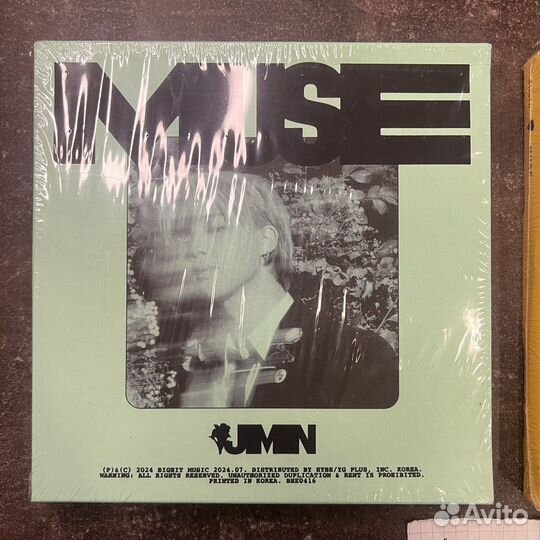 MUSE
JIMIN
(P)&(C) 2024 BIGHIT MUSIC 2024.07. DISTRIBUTED BY HYBE/YG PLUS, INC. KOREA.
WARNING: ALL RIGHTS RESERVED. UNAUTHORIZED DUPLICATION & RENT IS PROHIBITED.
PRINTED IN KOREA. BHE0416
Avito